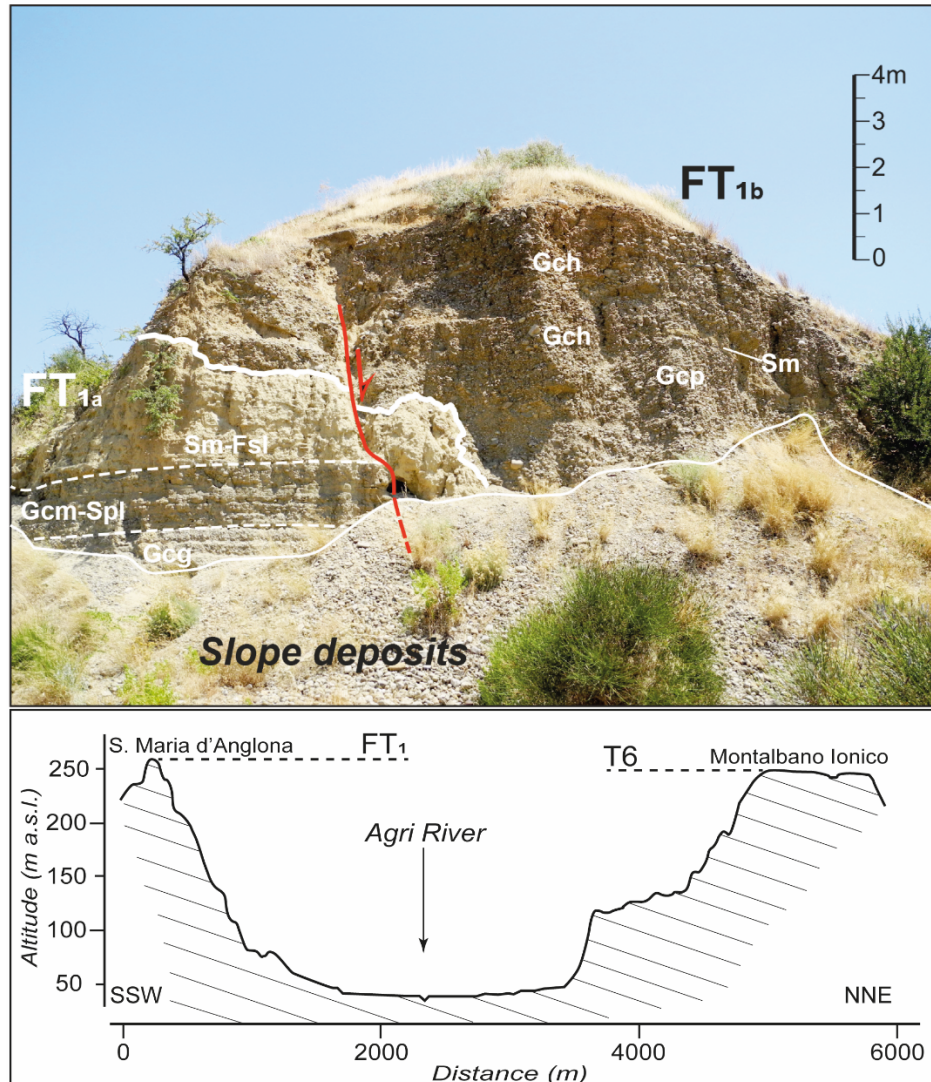 4m
3
2
1
0
FT1b
Gch
Gch
Sm
Gcp
FT1a
Sm-Fsl
Gcm-Spl
Gcg
Slope deposits
S. Maria d'Anglona
FT1
T6
Montalbano Ionico
250
200
150
100
50
Altitude (m a.s.l.)
Agri River
SSW
NNE
0
2000
4000
6000
Distance (m)